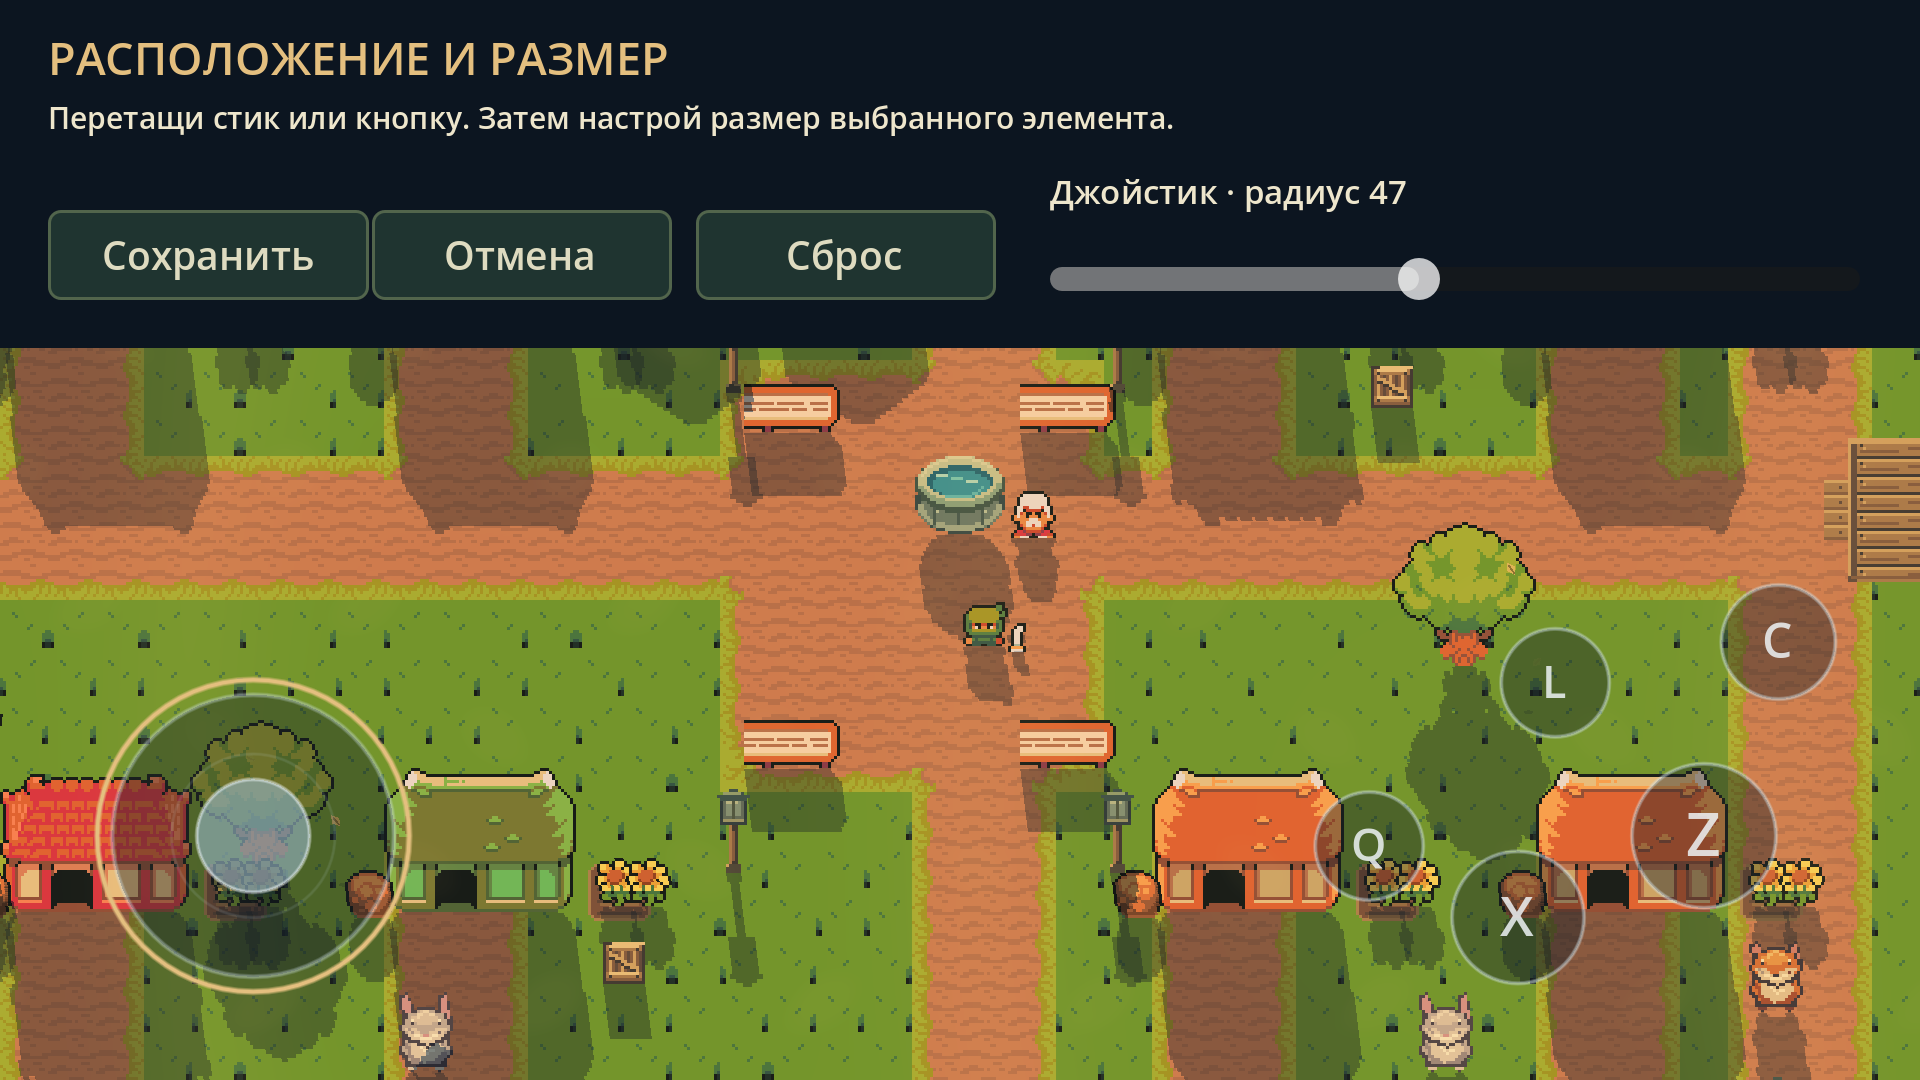 РАСПОЛОЖЕНИЕ И РАЗМЕР
Перетащи стик или кнопку. Затем настрой размер выбранного элемента.
Джойстик · радиус 47
Сохранить
Отмена
Сброс
C
L
Z
Q
X